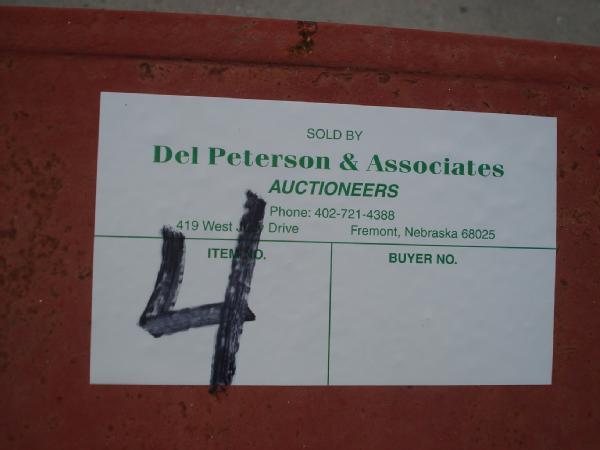 SOLD BY
Del Peterson & Associates
AUCTIONEERS
Phone: 402-721-4388
419 West Drive Fremont, Nebraska 68025
ITEM NO. BUYER NO.
4